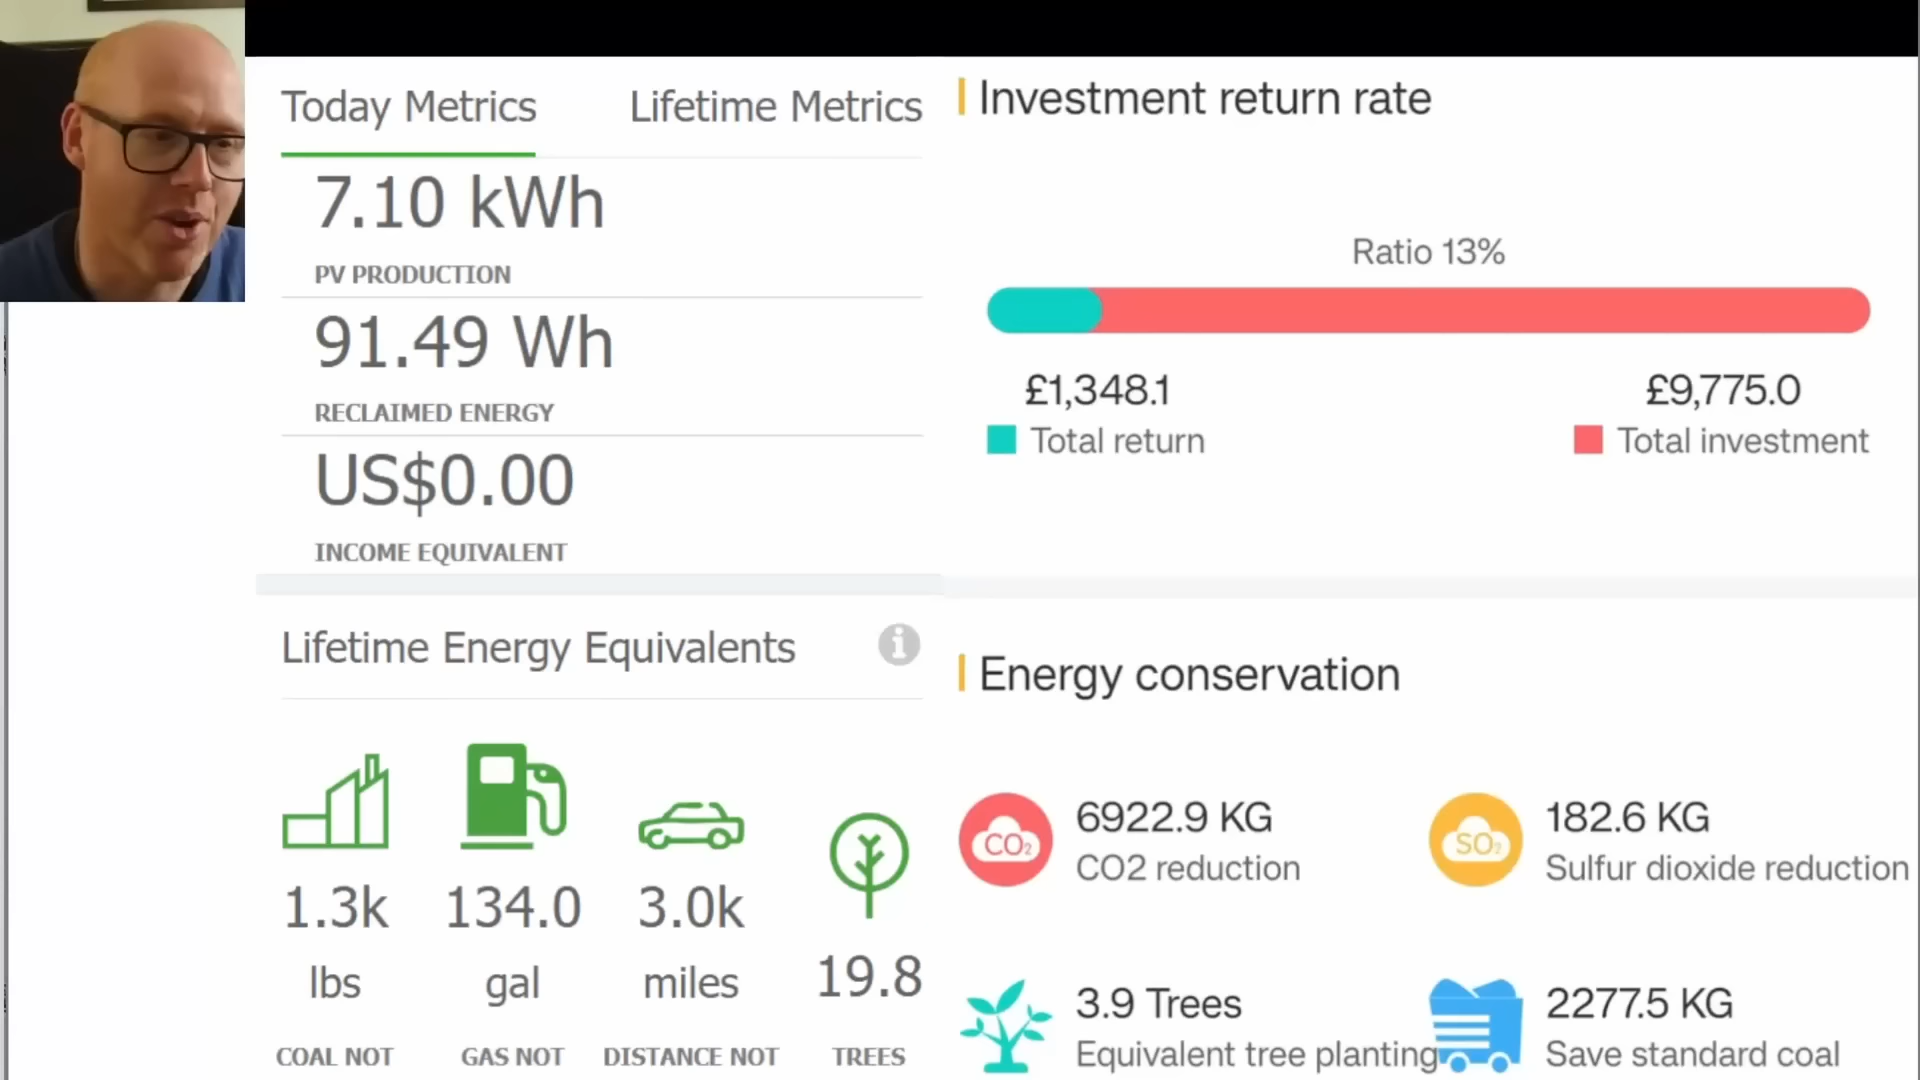 Today Metrics
Lifetime Metrics
7.10 kWh
PV PRODUCTION
91.49 Wh
RECLAIMED ENERGY
US$0.00
INCOME EQUIVALENT
Lifetime Energy Equivalents
1.3k
lbs
COAL NOT
134.0
gal
GAS NOT
3.0k
miles
DISTANCE NOT
19.8
TREES
Investment return rate
Ratio 13%
£1,348.1
Total return
£9,775.0
Total investment
Energy conservation
CO2
6922.9 KG
CO2 reduction
SO2
182.6 KG
Sulfur dioxide reduction
3.9 Trees
Equivalent tree planting
2277.5 KG
Save standard coal